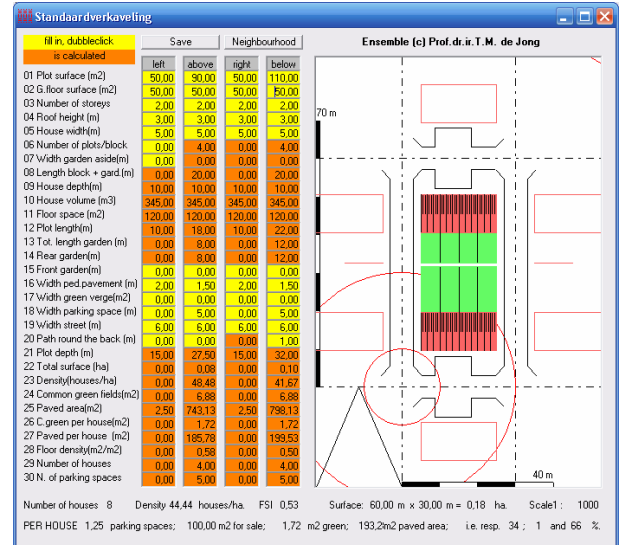 Standaardverkaveling
fill in, dubbleclick Save Neighbourhood Ensemble (c) Prof.dr.ir.T.M. de Jong
is calculated left above right below
01 Plot surface (m2) 50,00 90,00 50,00 110,00
02 G.floor surface (m2) 50,00 50,00 50,00 50,00
03 Number of storeys 2,00 2,00 2,00 2,00
04 Roof height (m) 3,00 3,00 3,00 3,00
05 House width(m) 5,00 5,00 5,00 5,00
06 Number of plots/block 0,00 4,00 0,00 4,00
07 Width garden aside(m) 0,00 0,00 0,00 0,00
08 Length block + gard.(m) 0,00 20,00 0,00 20,00
09 House depth(m) 10,00 10,00 10,00 10,00
10 House volume (m3) 345,00 345,00 345,00 345,00
11 Floor space (m2) 120,00 120,00 120,00 120,00
12 Plot length(m) 10,00 18,00 10,00 22,00
13 Tot. length garden (m) 0,00 8,00 0,00 12,00
14 Rear garden(m) 0,00 8,00 0,00 12,00
15 Front garden(m) 0,00 0,00 0,00 0,00
16 Width ped.pavement (m) 2,00 1,50 2,00 1,50
17 Width green verge(m2) 0,00 0,00 0,00 0,00
18 Width parking space (m) 0,00 5,00 0,00 5,00
19 Width street (m) 6,00 6,00 6,00 6,00
20 Path round the back (m) 0,00 0,00 0,00 1,00
21 Plot depth (m) 15,00 27,50 15,00 32,00
22 Total surface (ha) 0,00 0,08 0,00 0,10
23 Density(houses/ha) 0,00 48,48 0,00 41,67
24 Common green fields(m2) 0,00 6,88 0,00 6,88
25 Paved area(m2) 2,50 743,13 2,50 798,13
26 C.green per house(m2) 0,00 1,72 0,00 1,72
27 Paved per house (m2) 0,00 185,78 0,00 199,53
28 Floor density(m2/m2) 0,00 0,58 0,00 0,50
29 Number of houses 0,00 4,00 0,00 4,00
30 N. of parking spaces 0,00 5,00 0,00 5,00
70 m
40 m
Number of houses 8 Density 44,44 houses/ha. FSI 0,53 Surface: 60,00 m x 30,00 m = 0,18 ha. Scale1 : 1000
PER HOUSE 1,25 parking spaces; 100,00 m2 for sale; 1,72 m2 green; 193,2m2 paved area; i.e. resp. 34 ; 1 and 66 %.